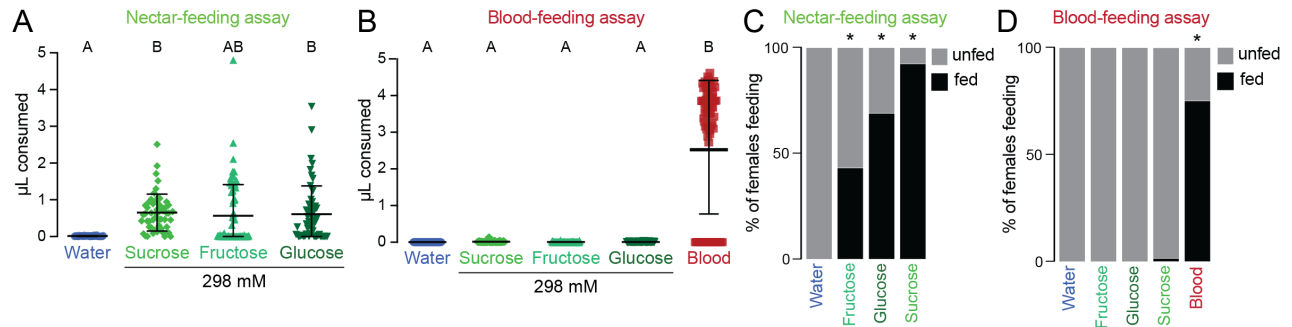 A
Nectar-feeding assay
A B AB B
µL consumed
5
4
3
2
1
0
Water Sucrose Fructose Glucose
298 mM
B
Blood-feeding assay
A A A A B
µL consumed
5
4
3
2
1
0
Water Sucrose Fructose Glucose Blood
298 mM
C
Nectar-feeding assay
* * *
% of females feeding
100
50
0
unfed
fed
Water
Fructose
Glucose
Sucrose
D
Blood-feeding assay
*
% of females feeding
100
50
0
unfed
fed
Water
Fructose
Glucose
Sucrose
Blood